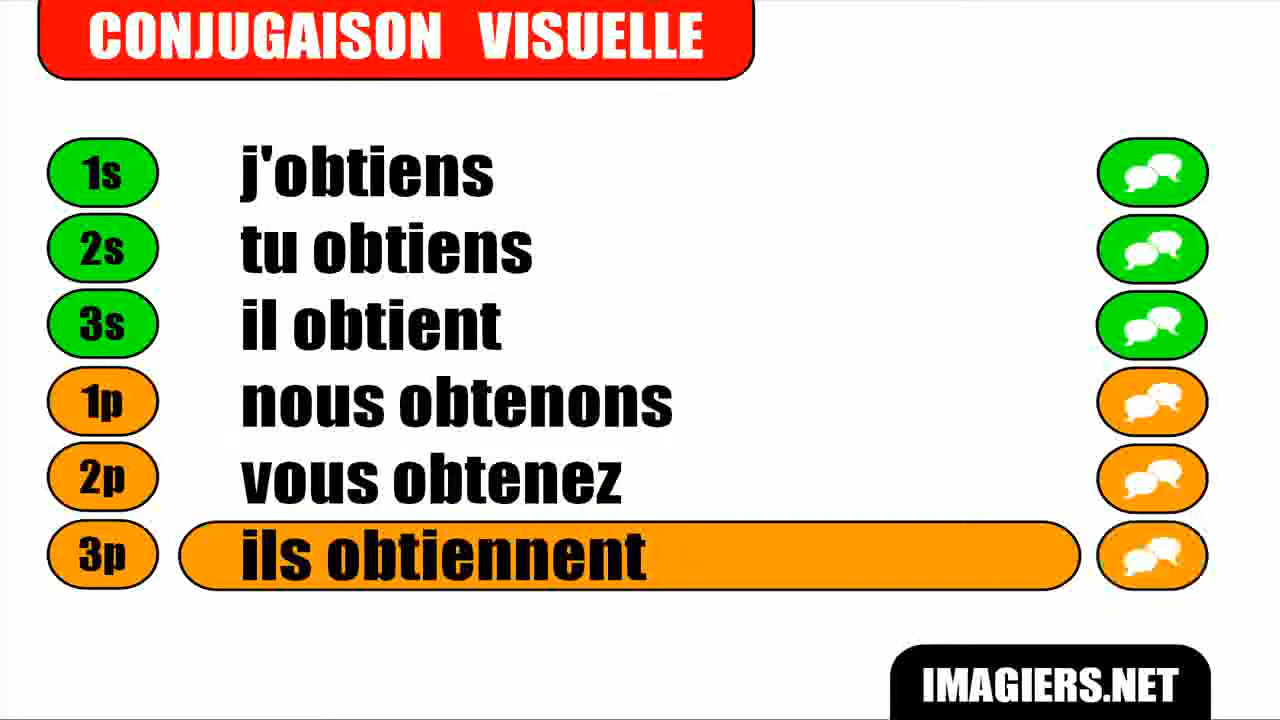 CONJUGAISON VISUELLE
1s j'obtiens
2s tu obtiens
3s il obtient
1p nous obtenons
2p vous obtenez
3p ils obtiennent
IMAGIERS.NET